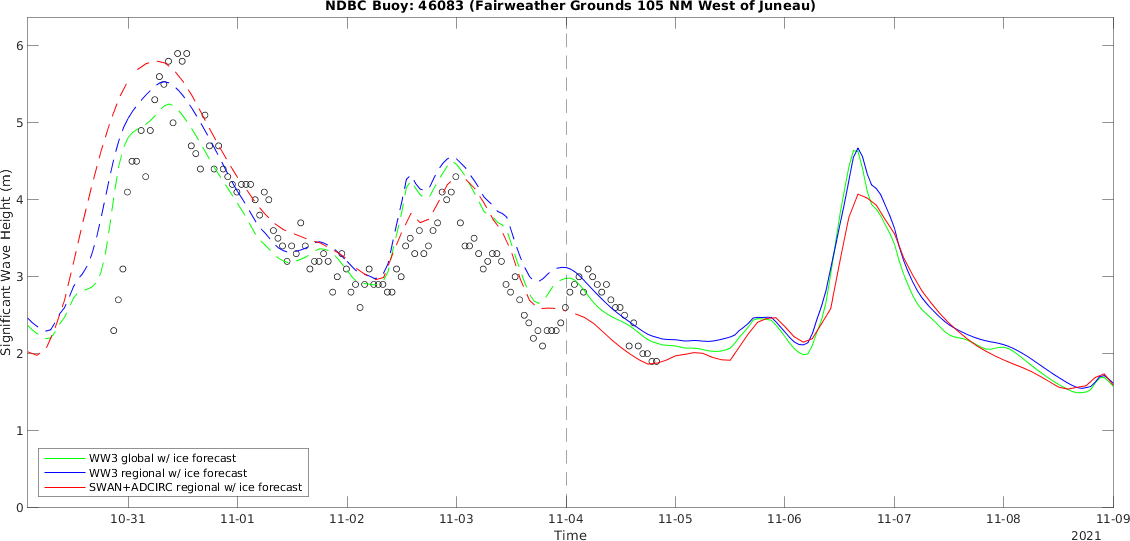 NDBC Buoy: 46083 (Fairweather Grounds 105 NM West of Juneau)
Significant Wave Height (m)
6
5
4
3
2
1
0
WW3 global w/ ice forecast
WW3 regional w/ ice forecast
SWAN+ADCIRC regional w/ ice forecast
10-31 11-01 11-02 11-03 11-04 11-05 11-06 11-07 11-08 11-09
Time
2021